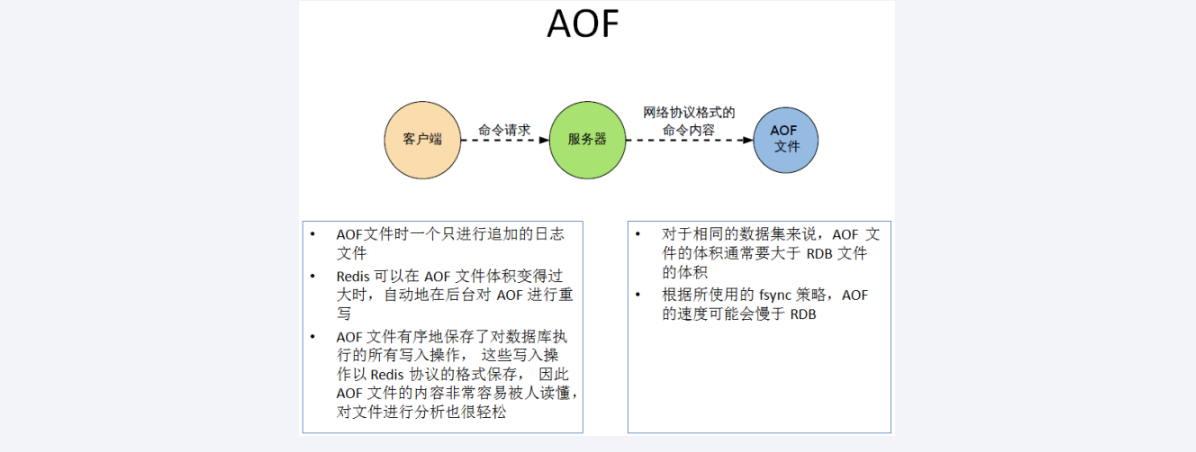 AOF
客户端
命令请求
服务器
网络协议格式的
命令内容
AOF
文件
• AOF文件时一个只进行追加的日志
文件
• Redis 可以在 AOF 文件体积变得过
大时，自动地在后台对 AOF 进行重
写
• AOF 文件有序地保存了对数据库执
行的所有写入操作， 这些写入操
作以 Redis 协议的格式保存， 因此
AOF 文件的内容非常容易被人读懂，
对文件进行分析也很轻松
• 对于相同的数据集来说，AOF 文
件的体积通常要大于 RDB 文件
的体积
• 根据所使用的 fsync 策略，AOF
的速度可能会慢于 RDB